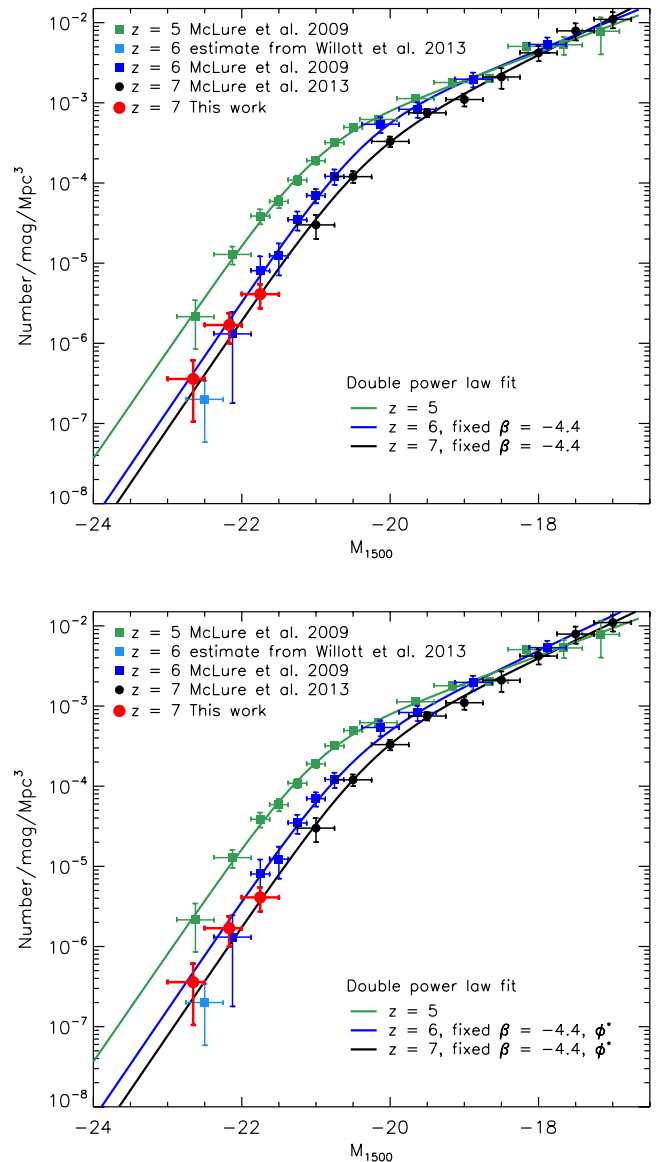 z = 5 McLure et al. 2009
z = 6 estimate from Willott et al. 2013
z = 6 McLure et al. 2009
z = 7 McLure et al. 2013
z = 7 This work
Number/mag/Mpc³
10⁻²
10⁻³
10⁻⁴
10⁻⁵
10⁻⁶
10⁻⁷
10⁻⁸
Double power law fit
z = 5
z = 6, fixed β = −4.4
z = 7, fixed β = −4.4
−24
−22
−20
−18
M₁₅₀₀
z = 5 McLure et al. 2009
z = 6 estimate from Willott et al. 2013
z = 6 McLure et al. 2009
z = 7 McLure et al. 2013
z = 7 This work
Number/mag/Mpc³
10⁻²
10⁻³
10⁻⁴
10⁻⁵
10⁻⁶
10⁻⁷
10⁻⁸
Double power law fit
z = 5
z = 6, fixed β = −4.4, ϕ*
z = 7, fixed β = −4.4, ϕ*
−24
−22
−20
−18
M₁₅₀₀